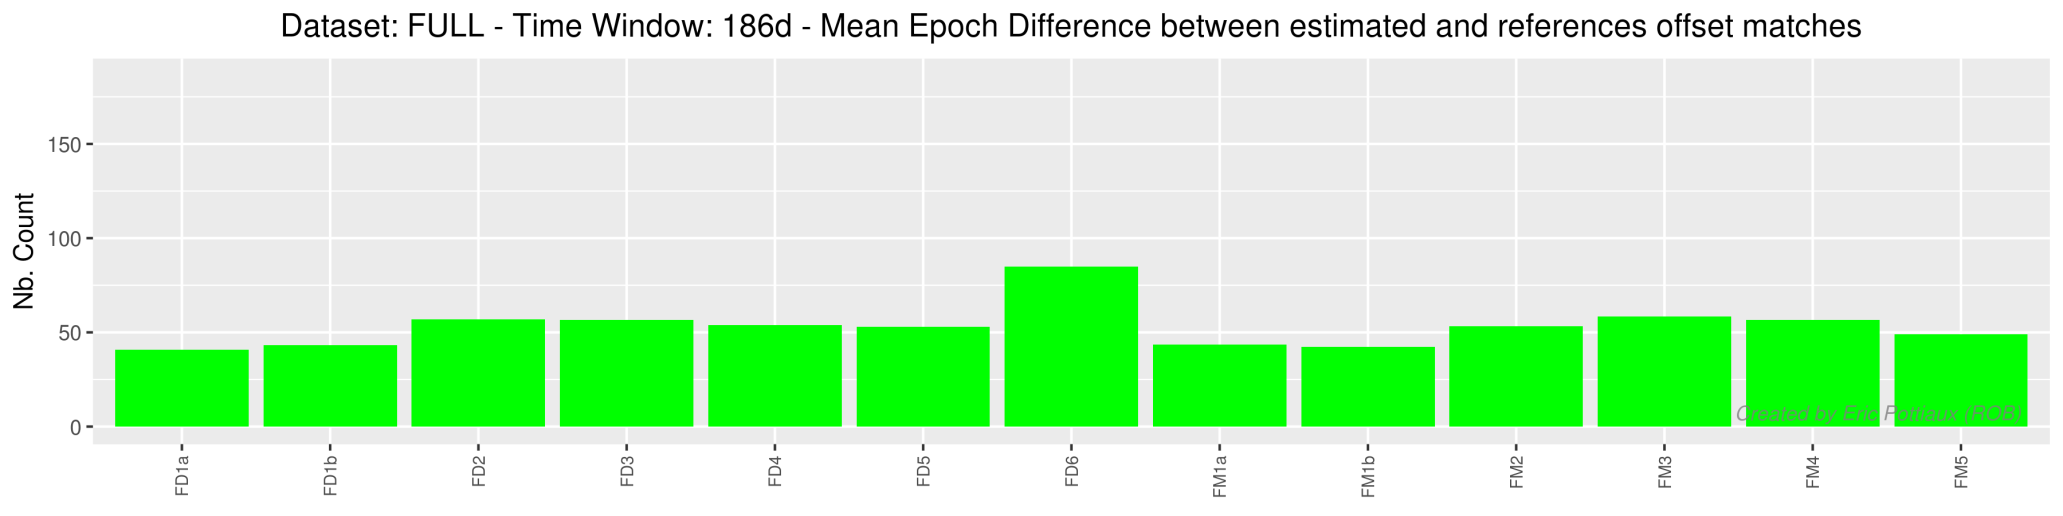 Dataset: FULL - Time Window: 186d - Mean Epoch Difference between estimated and references offset matches
Nb. Count
150
100
50
0
Created by Eric Pottiaux (ROB)
FD1a
FD1b
FD2
FD3
FD4
FD5
FD6
FM1a
FM1b
FM2
FM3
FM4
FM5